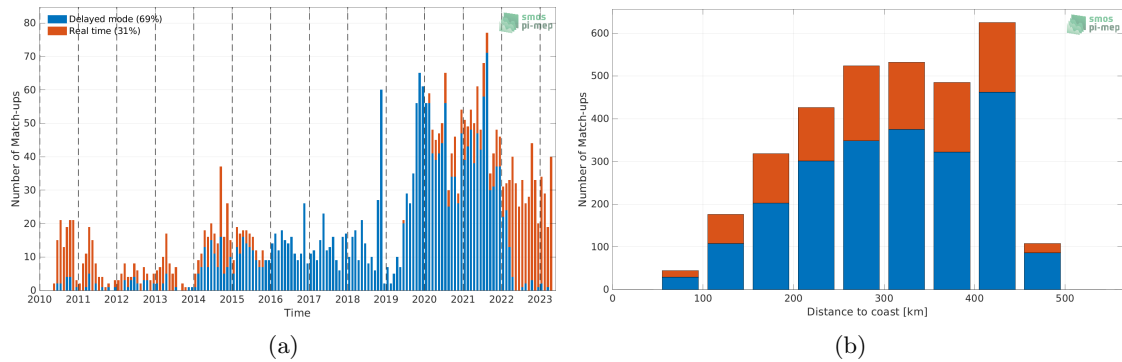 Delayed mode (69%)
Real time (31%)
smos
pi-mep
Number of Match-ups
80
70
60
50
40
30
20
10
0
2010 2011 2012 2013 2014 2015 2016 2017 2018 2019 2020 2021 2022 2023
Time
(a)
smos
pi-mep
Number of Match-ups
600
500
400
300
200
100
0
0 100 200 300 400 500
Distance to coast [km]
(b)